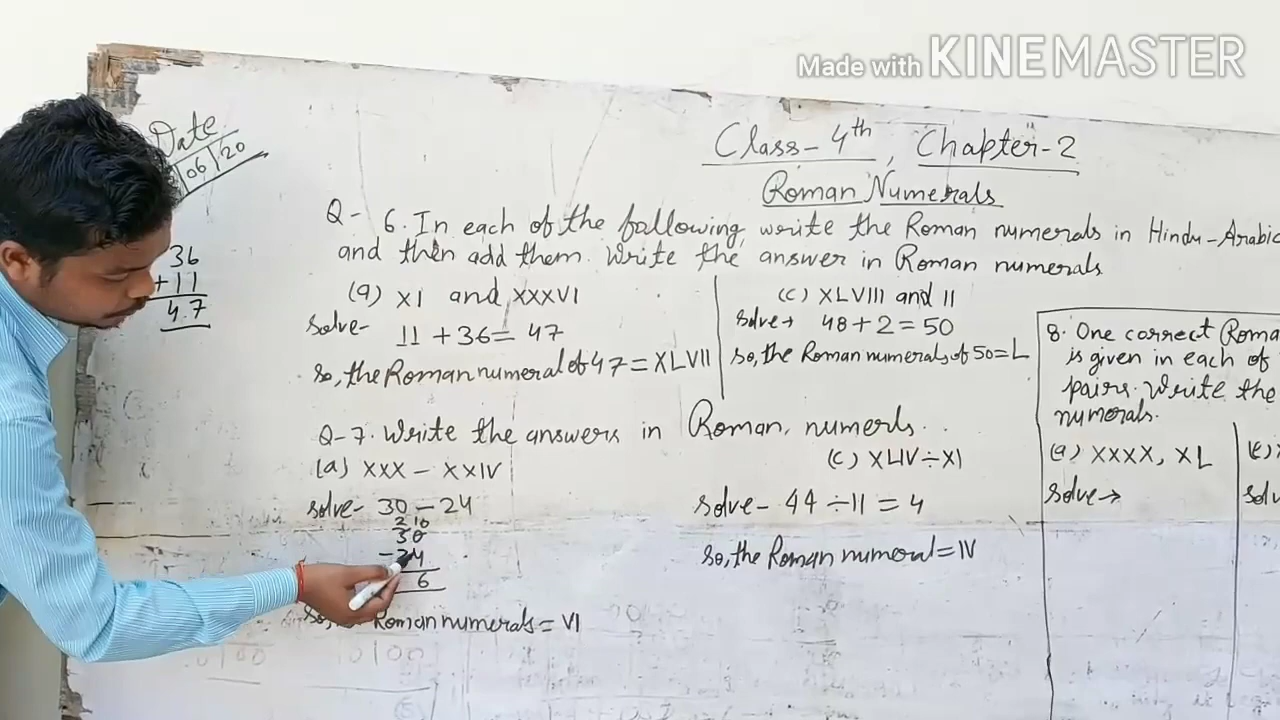 Made with KINEMASTER
Date
06/20
Class-4th, Chapter-2
Roman Numerals
Q- 6. In each of the fallowing, write the Roman numerals in Hindu-Arabic
and then add them. Write the answer in Roman numerals
36
+11
47
(a) XI and XXXVI
Solve- 11 + 36 = 47
So, the Roman numeral of 47 = XLVII
(c) XLVIII and II
Solve→ 48+2=50
So, the Roman numerals of 50=L
Q-7. Write the answers in Roman numerls.
(a) XXX - XXIV
Solve- 30 - 24
2 10
30
- 24
6
Roman numerals = VI
(c) XLIV÷XI
Solve- 44÷11 = 4
So, the Roman numeral = IV
8. One correct Roma
is given in each of
pairs. Write the
numerals.
(a) XXXX, XL
Solve→
Solv